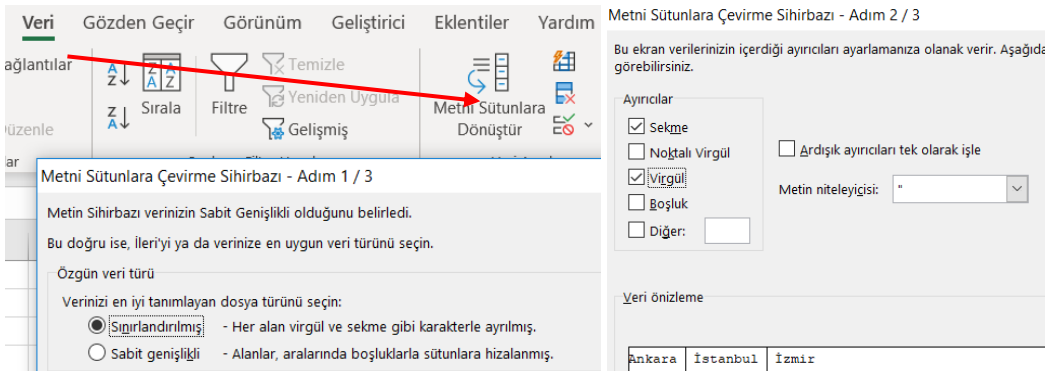 Veri Gözden Geçir Görünüm Geliştirici Eklentiler Yardım
ağlantılar
Sırala
Filtre
Temizle
Yeniden Uygula
Gelişmiş
Metni Sütunlara
Dönüştür
üzenle
lar
Metni Sütunlara Çevirme Sihirbazı - Adım 1 / 3
Metin Sihirbazı verinizin Sabit Genişlikli olduğunu belirledi.
Bu doğru ise, İleri'yi ya da verinize en uygun veri türünü seçin.
Özgün veri türü
Verinizi en iyi tanımlayan dosya türünü seçin:
Sınırlandırılmış - Her alan virgül ve sekme gibi karakterle ayrılmış.
Sabit genişlikli - Alanlar, aralarında boşluklarla sütunlara hizalanmış.
Metni Sütunlara Çevirme Sihirbazı - Adım 2 / 3
Bu ekran verilerinizin içerdiği ayırıcıları ayarlamanıza olanak verir. Aşağıda
görebilirsiniz.
Ayırıcılar
Sekme
Noktalı Virgül
Virgül
Boşluk
Diğer:
Ardışık ayırıcıları tek olarak işle
Metin niteleyicisi: "
Veri önizleme
Ankara İstanbul İzmir